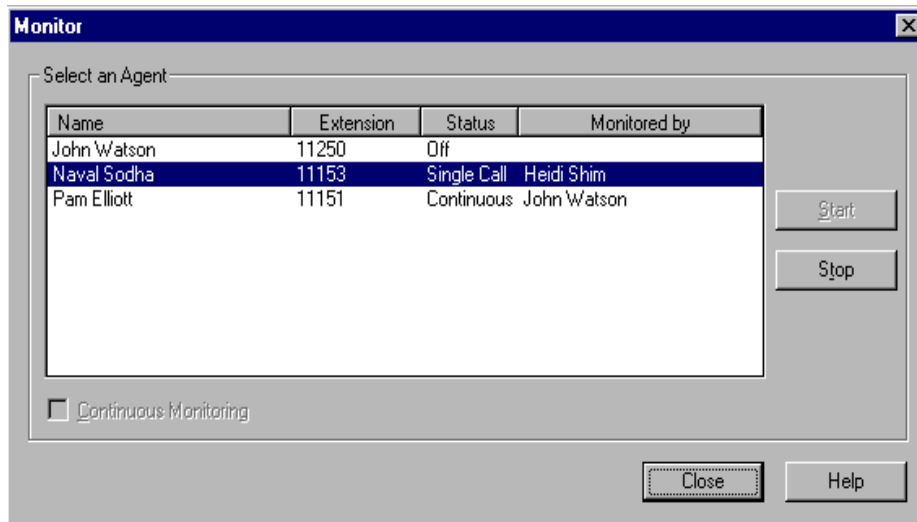 Monitor
Select an Agent
Name Extension Status Monitored by
John Watson 11250 Off
Naval Sodha 11153 Single Call Heidi Shim
Pam Elliott 11151 Continuous John Watson
Start
Stop
Continuous Monitoring
Close Help